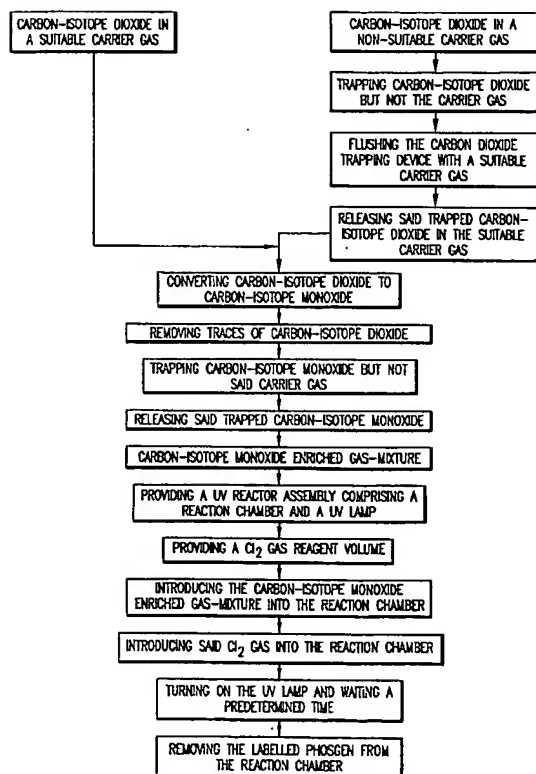 CARBON-ISOTOPE DIOXIDE IN
A SUITABLE CARRIER GAS
CARBON-ISOTOPE DIOXIDE IN A
NON-SUITABLE CARRIER GAS
TRAPPING CARBON-ISOTOPE DIOXIDE
BUT NOT THE CARRIER GAS
FLUSHING THE CARBON DIOXIDE
TRAPPING DEVICE WITH A SUITABLE
CARRIER GAS
RELEASING SAID TRAPPED CARBON-
ISOTOPE DIOXIDE IN THE SUITABLE
CARRIER GAS
CONVERTING CARBON-ISOTOPE DIOXIDE TO
CARBON-ISOTOPE MONOXIDE
REMOVING TRACES OF CARBON-ISOTOPE DIOXIDE
TRAPPING CARBON-ISOTOPE MONOXIDE BUT NOT
SAID CARRIER GAS
RELEASING SAID TRAPPED CARBON-ISOTOPE MONOXIDE
CARBON-ISOTOPE MONOXIDE ENRICHED GAS-MIXTURE
PROVIDING A UV REACTOR ASSEMBLY COMPRISING A
REACTION CHAMBER AND A UV LAMP
PROVIDING A Cl₂ GAS REAGENT VOLUME
INTRODUCING THE CARBON-ISOTOPE MONOXIDE
ENRICHED GAS-MIXTURE INTO THE REACTION CHAMBER
INTRODUCING SAID Cl₂ GAS INTO THE REACTION CHAMBER
TURNING ON THE UV LAMP AND WAITING A
PREDETERMINED TIME
REMOVING THE LABELLED PHOSGEN FROM
THE REACTION CHAMBER